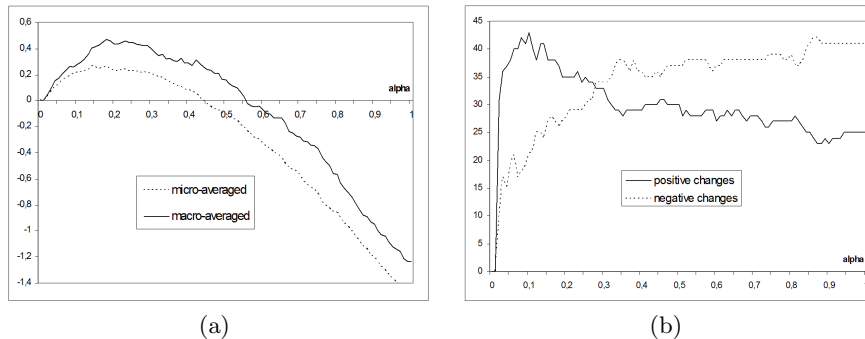 0,6
0,4
0,2
0
-0,2
-0,4
-0,6
-0,8
-1
-1,2
-1,4
0 0,1 0,2 0,3 0,4 0,5 0,6 0,7 0,8 0,9 1
alpha
micro-averaged
macro-averaged
(a)
45
40
35
30
25
20
15
10
5
0
0 0,1 0,2 0,3 0,4 0,5 0,6 0,7 0,8 0,9 1
alpha
positive changes
negative changes
(b)